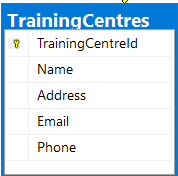 TrainingCentres
TrainingCentreId
Name
Address
Email
Phone